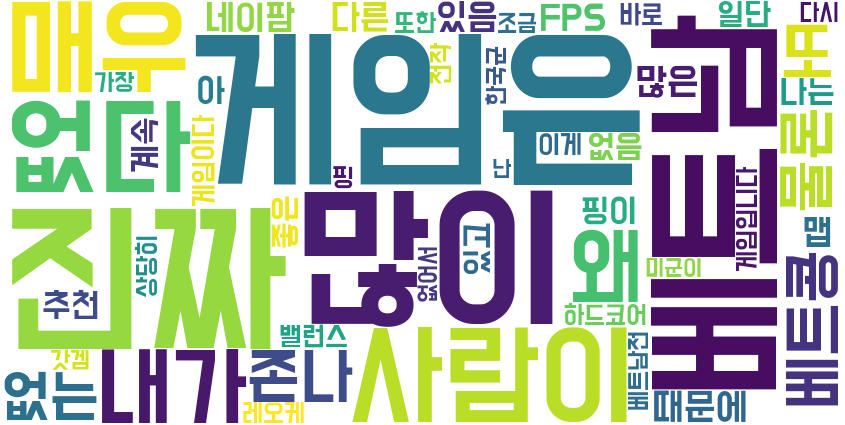 매우
네이팜
다른
또한
있음
조금
FPS
바로
일단
다시
가장
아
게임은
전작
한국군
많은
나는
없다
계속
게임이다
핑
난
이게
없음
물론
베트
진짜
많이
좋은
있고
없어서
핑이
왜
게임입니다
맵
베트콩
상당히
추천
미군이
하드코어
밸런스
갓겜
없는
내가
존나
레오케
사람이
베트남전
때문에